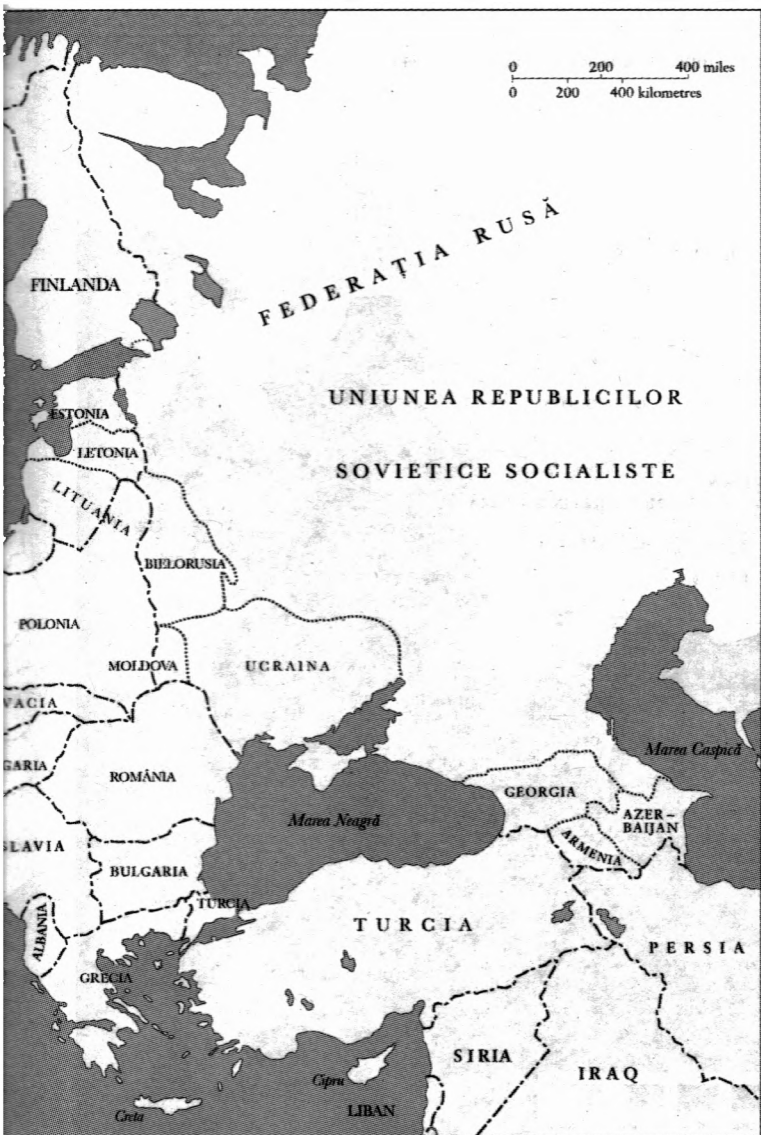 0 200 400 miles
0 200 400 kilometres
FEDERAȚIA RUSĂ
FINLANDA
UNIUNEA REPUBLICILOR
SOVIETICE SOCIALISTE
ESTONIA
LETONIA
LITUANIA
BIELORUSIA
POLONIA
MOLDOVA
UCRAINA
VACIA
GARIA
ROMÂNIA
Marea Neagră
GEORGIA
Marea Caspică
AZER-
BAIJAN
ARMENIA
SLAVIA
BULGARIA
TURCIA
ALBANIA
TURCIA
PERSIA
GRECIA
SIRIA
IRAQ
Cipru
Creta
LIBAN